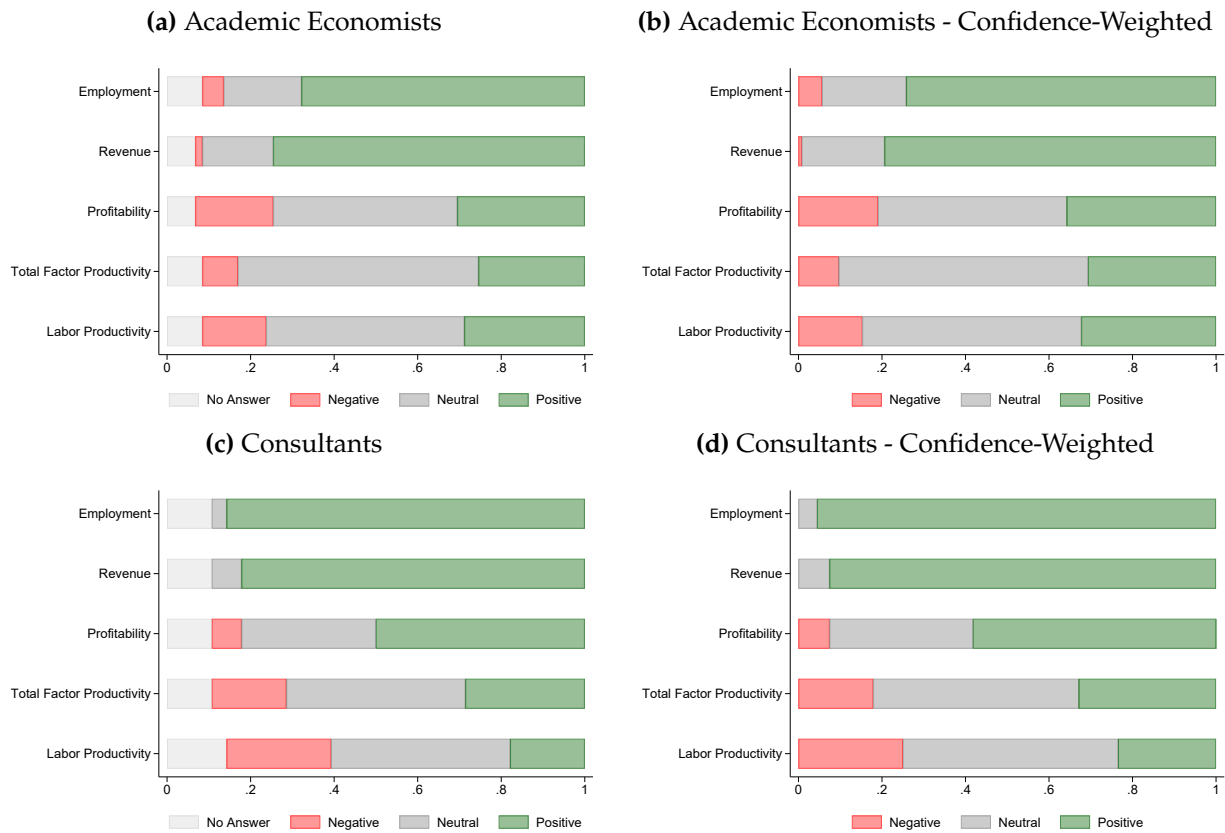 (a) Academic Economists
Employment
Revenue
Profitability
Total Factor Productivity
Labor Productivity
0 .2 .4 .6 .8 1
No Answer Negative Neutral Positive
(b) Academic Economists - Confidence-Weighted
Employment
Revenue
Profitability
Total Factor Productivity
Labor Productivity
0 .2 .4 .6 .8 1
Negative Neutral Positive
(c) Consultants
Employment
Revenue
Profitability
Total Factor Productivity
Labor Productivity
0 .2 .4 .6 .8 1
No Answer Negative Neutral Positive
(d) Consultants - Confidence-Weighted
Employment
Revenue
Profitability
Total Factor Productivity
Labor Productivity
0 .2 .4 .6 .8 1
Negative Neutral Positive